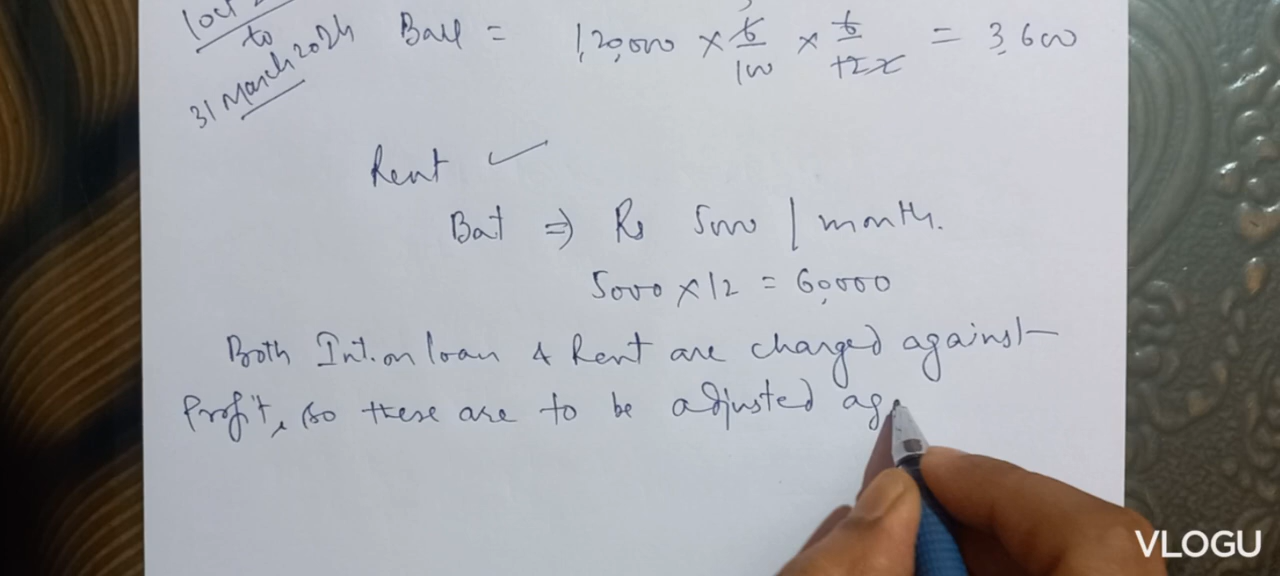 1 Oct
to
31 March 2024
Ball = 1,20,000 × 6/100 × 6/12 = 3,600
Rent ✓
Bat ⇒ Rs 5000 / month.
5000 × 12 = 60,000
Both Int. on loan & Rent are charged against
Profit, so these are to be adjusted ag
VLOGU